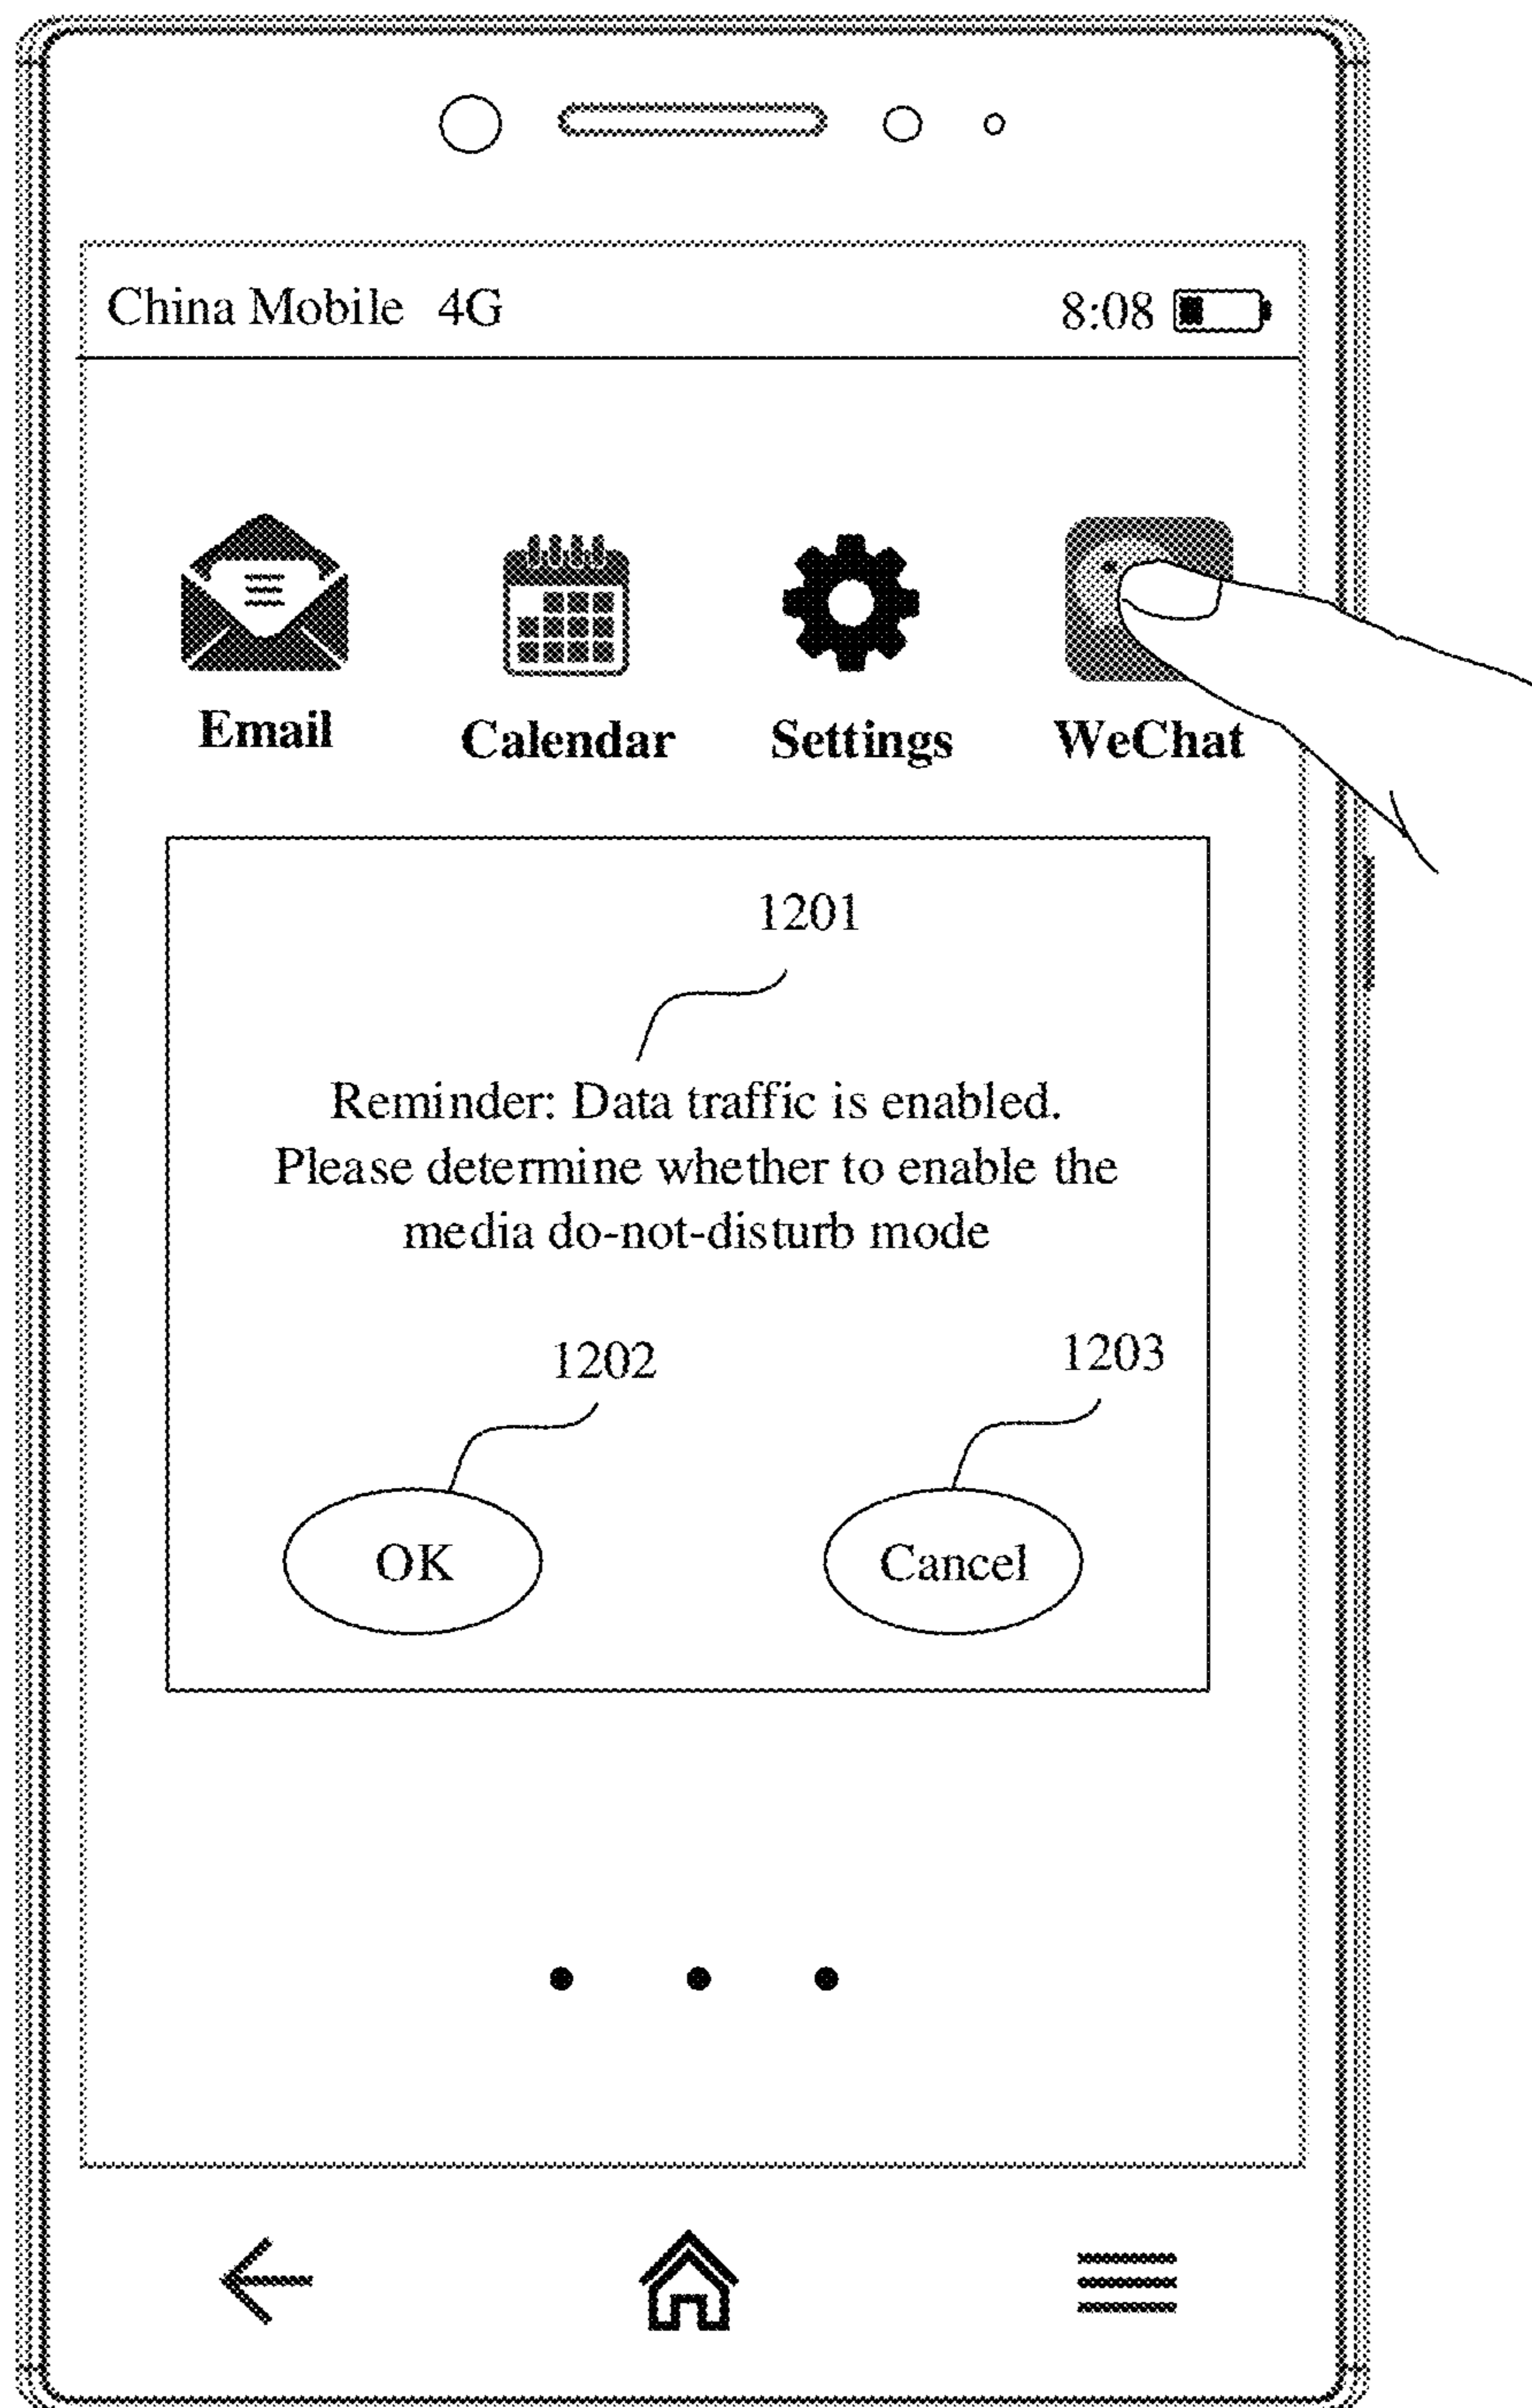 China Mobile 4G 8:08
Email Calendar Settings WeChat
1201
Reminder: Data traffic is enabled.
Please determine whether to enable the
media do-not-disturb mode
1202 1203
OK Cancel